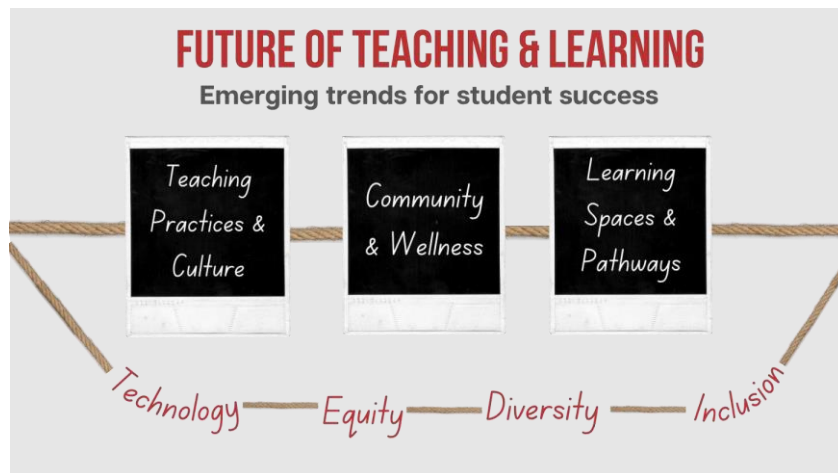 FUTURE OF TEACHING & LEARNING
Emerging trends for student success
Teaching
Practices &
Culture
Community
& Wellness
Learning
Spaces &
Pathways
Technology
Equity
Diversity
Inclusion